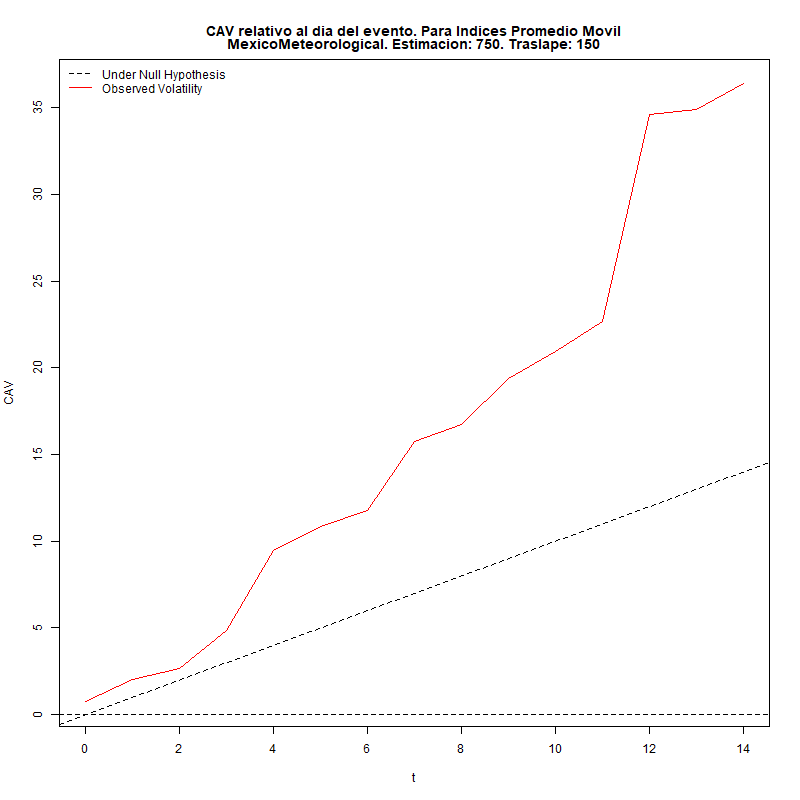 CAV relativo al dia del evento. Para Indices Promedio Movil
MexicoMeteorological. Estimacion: 750. Traslape: 150
Under Null Hypothesis
Observed Volatility
35
30
25
20
15
10
5
0
CAV
0 2 4 6 8 10 12 14
t